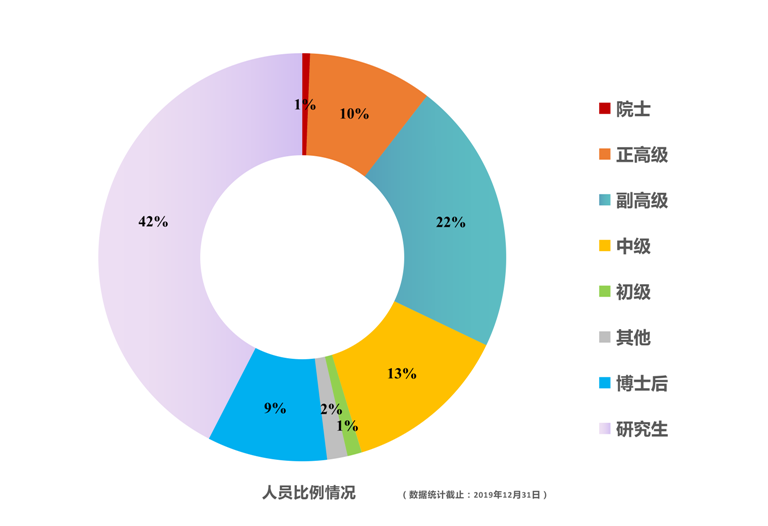 1%
10%
22%
13%
1%
2%
9%
42%
院士
正高级
副高级
中级
初级
其他
博士后
研究生
人员比例情况 （数据统计截止：2019年12月31日）